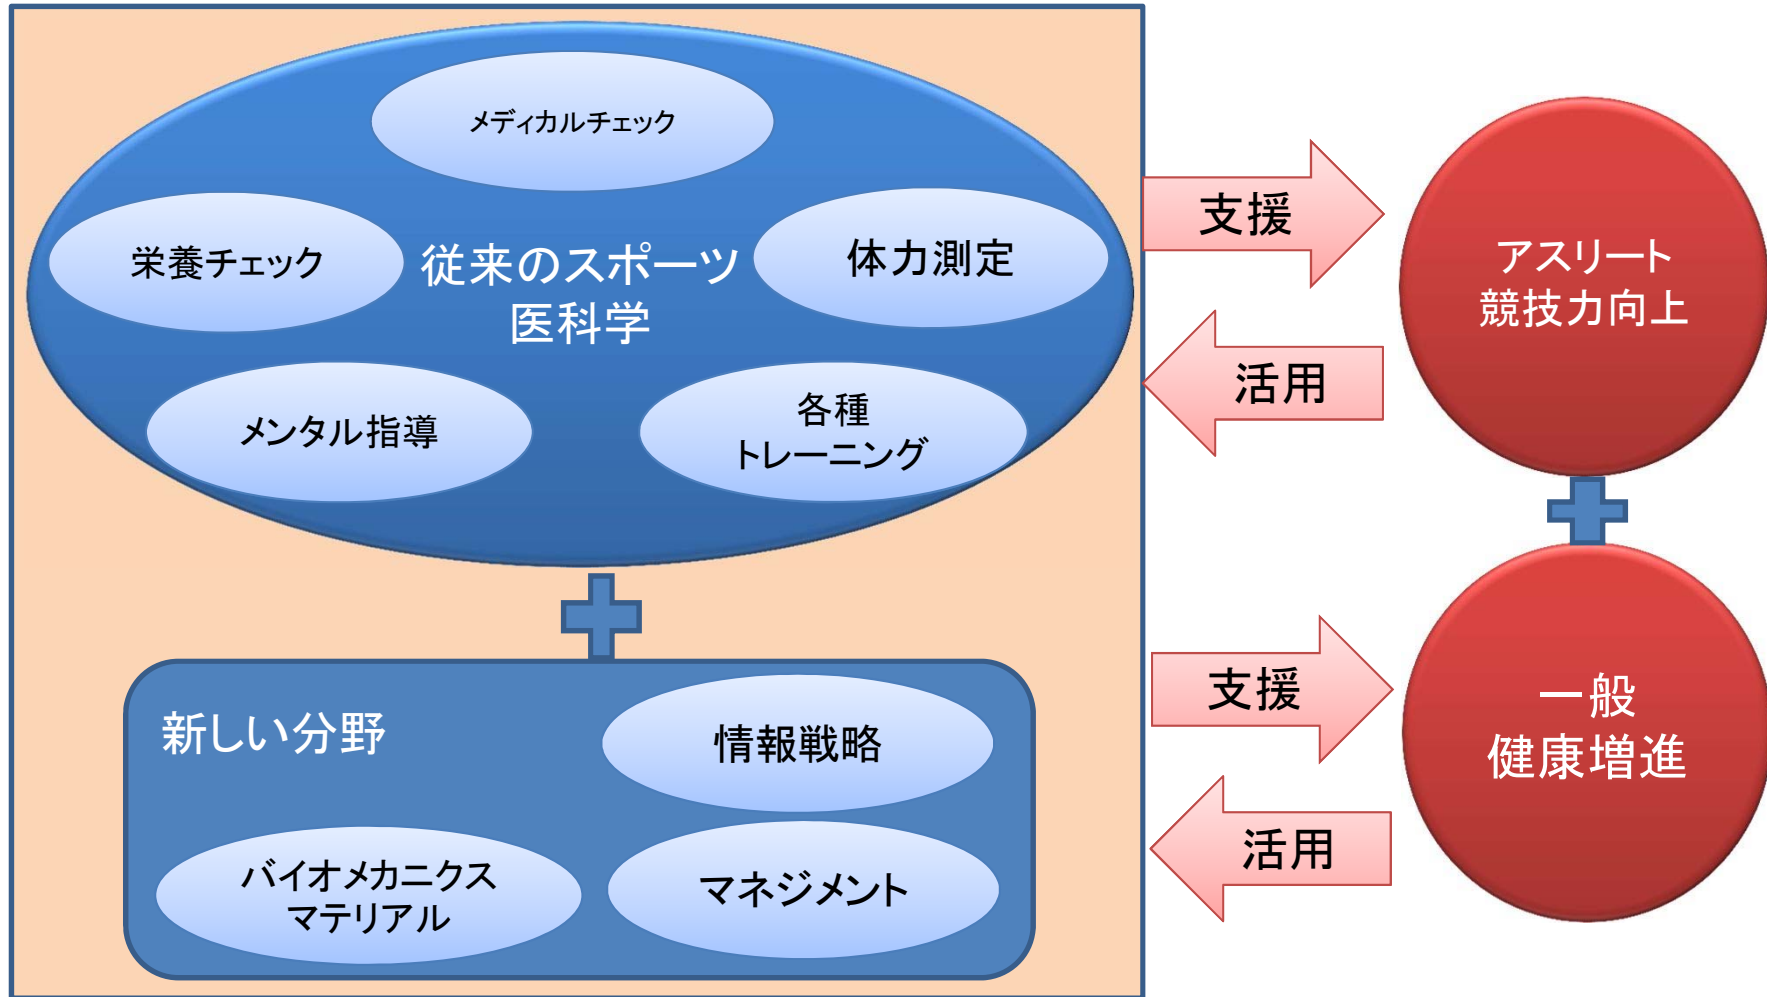 メディカルチェック
栄養チェック
従来のスポーツ
医科学
体力測定
メンタル指導
各種
トレーニング
新しい分野
情報戦略
バイオメカニクス
マテリアル
マネジメント
支援
活用
アスリート
競技力向上
支援
活用
一般
健康増進